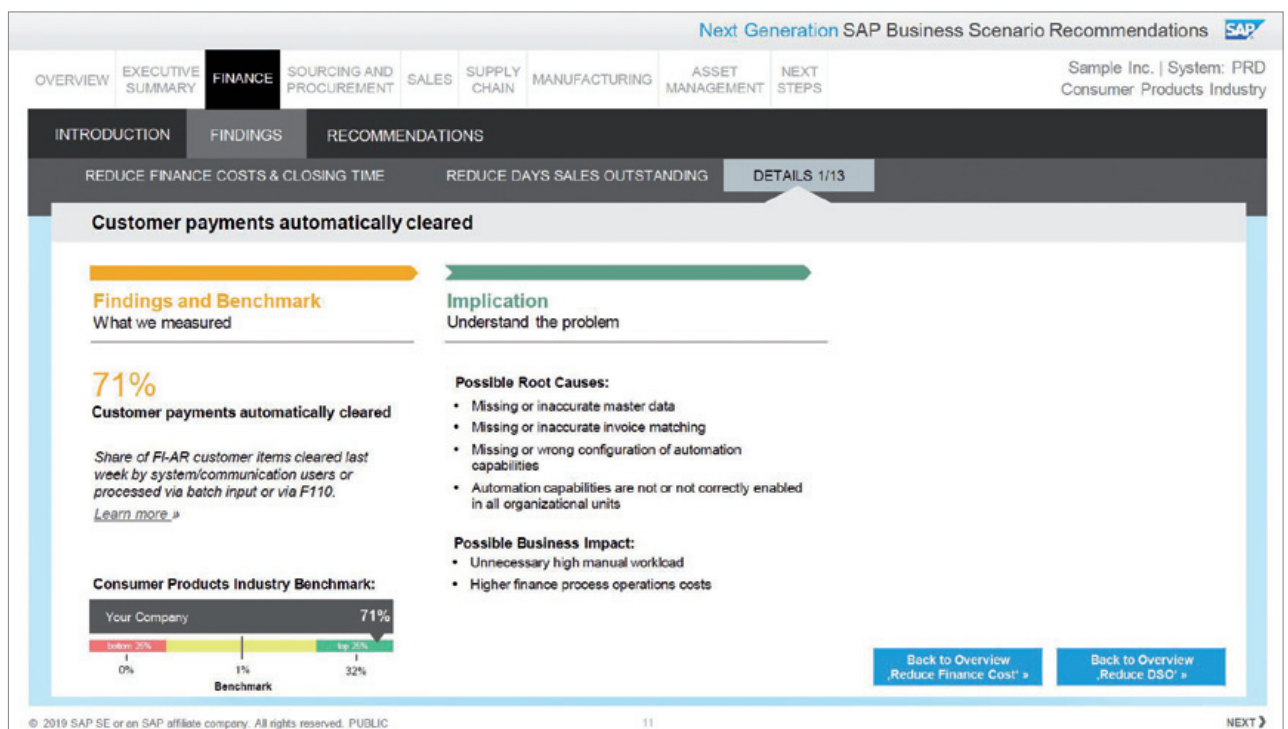 Next Generation SAP Business Scenario Recommendations
SAP
OVERVIEW
EXECUTIVE
SUMMARY
FINANCE
SOURCING AND
PROCUREMENT
SALES
SUPPLY
CHAIN
MANUFACTURING
ASSET
MANAGEMENT
NEXT
STEPS
Sample Inc. | System: PRD
Consumer Products Industry
INTRODUCTION
FINDINGS
RECOMMENDATIONS
REDUCE FINANCE COSTS & CLOSING TIME
REDUCE DAYS SALES OUTSTANDING
DETAILS 1/13
Customer payments automatically cleared
Findings and Benchmark
What we measured
71%
Customer payments automatically cleared
Share of FI-AR customer items cleared last
week by system/communication users or
processed via batch input or via F110.
Learn more »
Consumer Products Industry Benchmark:
Your Company 71%
bottom 25%
top 25%
0%
1%
32%
Benchmark
Implication
Understand the problem
Possible Root Causes:
• Missing or inaccurate master data
• Missing or inaccurate invoice matching
• Missing or wrong configuration of automation
capabilities
• Automation capabilities are not or not correctly enabled
in all organizational units
Possible Business Impact:
• Unnecessary high manual workload
• Higher finance process operations costs
Back to Overview
‚Reduce Finance Cost' »
Back to Overview
‚Reduce DSO' »
© 2019 SAP SE or an SAP affiliate company. All rights reserved. PUBLIC
11
NEXT ❯